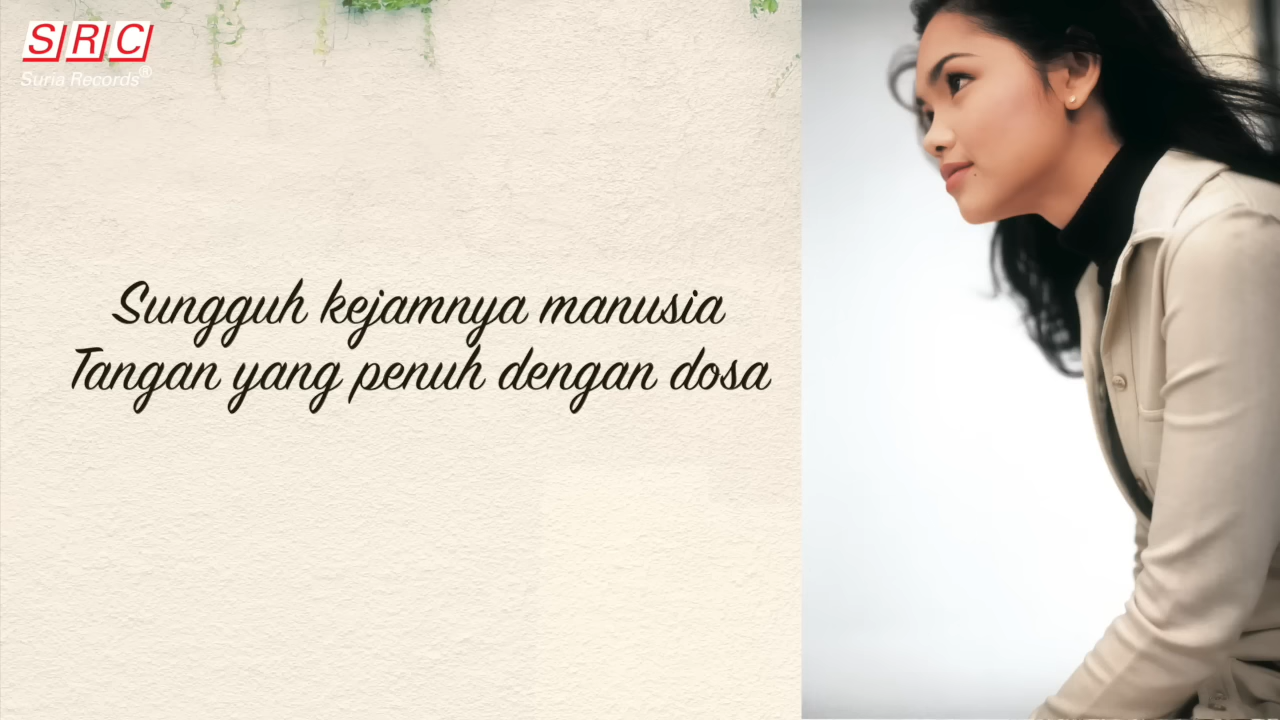 SRC
Suria Records®
Sungguh kejamnya manusia
Tangan yang penuh dengan dosa